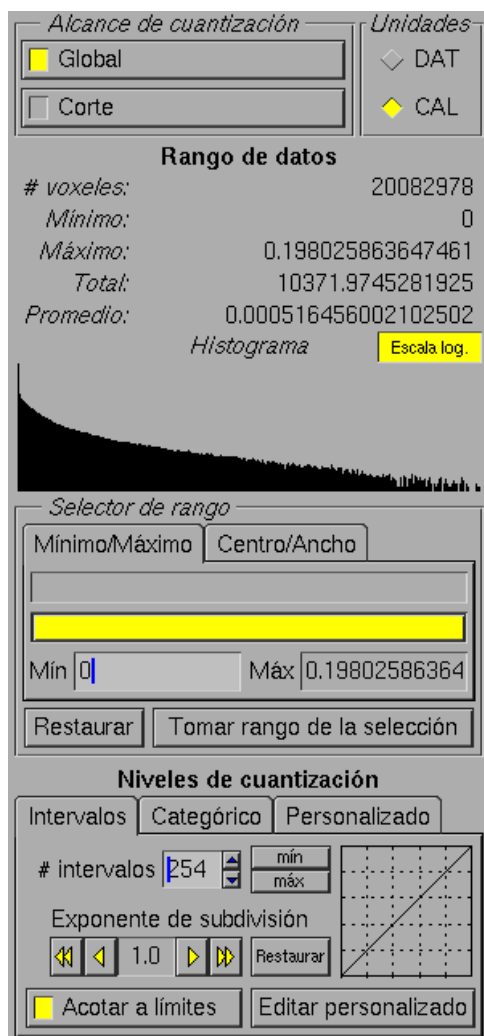 Alcance de cuantización
Unidades
Global
DAT
Corte
CAL
Rango de datos
# voxeles: 20082978
Mínimo: 0
Máximo: 0.198025863647461
Total: 10371.9745281925
Promedio: 0.000516456002102502
Histograma
Escala log.
Selector de rango
Mínimo/Máximo
Centro/Ancho
Mín 0
Máx 0.19802586364
Restaurar
Tomar rango de la selección
Niveles de cuantización
Intervalos
Categórico
Personalizado
# intervalos 254
mín
máx
Exponente de subdivisión
1.0
Restaurar
Acotar a límites
Editar personalizado